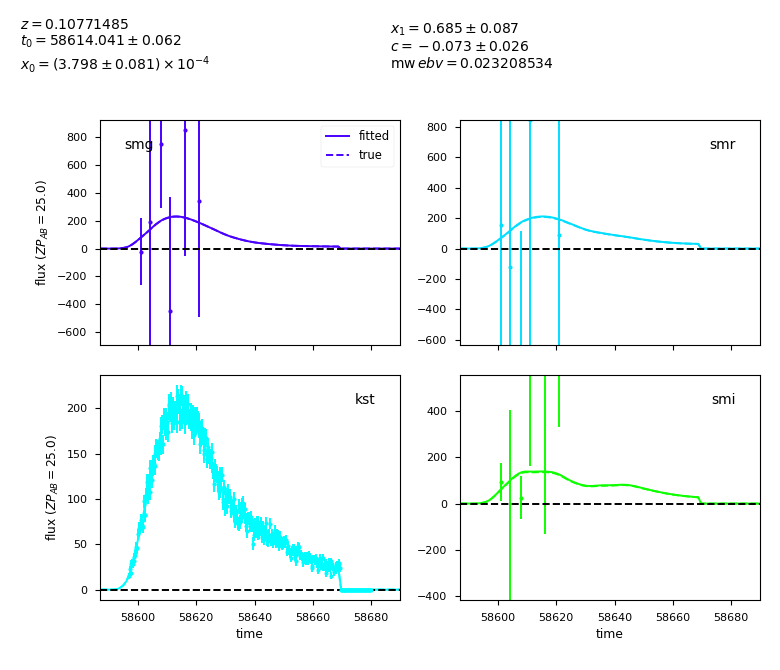 z = 0.10771485
t₀ = 58614.041 ± 0.062
x₀ = (3.798 ± 0.081) × 10⁻⁴
x₁ = 0.685 ± 0.087
c = −0.073 ± 0.026
mw ebv = 0.023208534
smg
fitted
true
800
600
400
200
0
−200
−400
−600
flux (ZP_AB = 25.0)
smr
800
600
400
200
0
−200
−400
−600
kst
200
150
100
50
0
flux (ZP_AB = 25.0)
58600 58620 58640 58660 58680
time
smi
400
200
0
−200
−400
58600 58620 58640 58660 58680
time